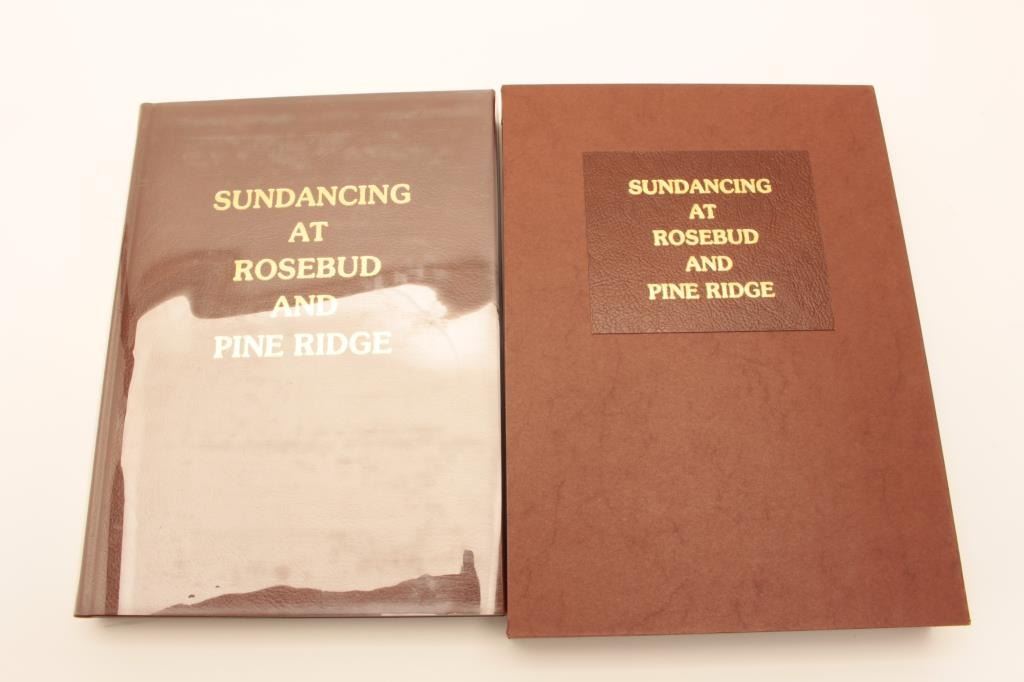 SUNDANCING
AT
ROSEBUD
AND
PINE RIDGE
SUNDANCING
AT
ROSEBUD
AND
PINE RIDGE